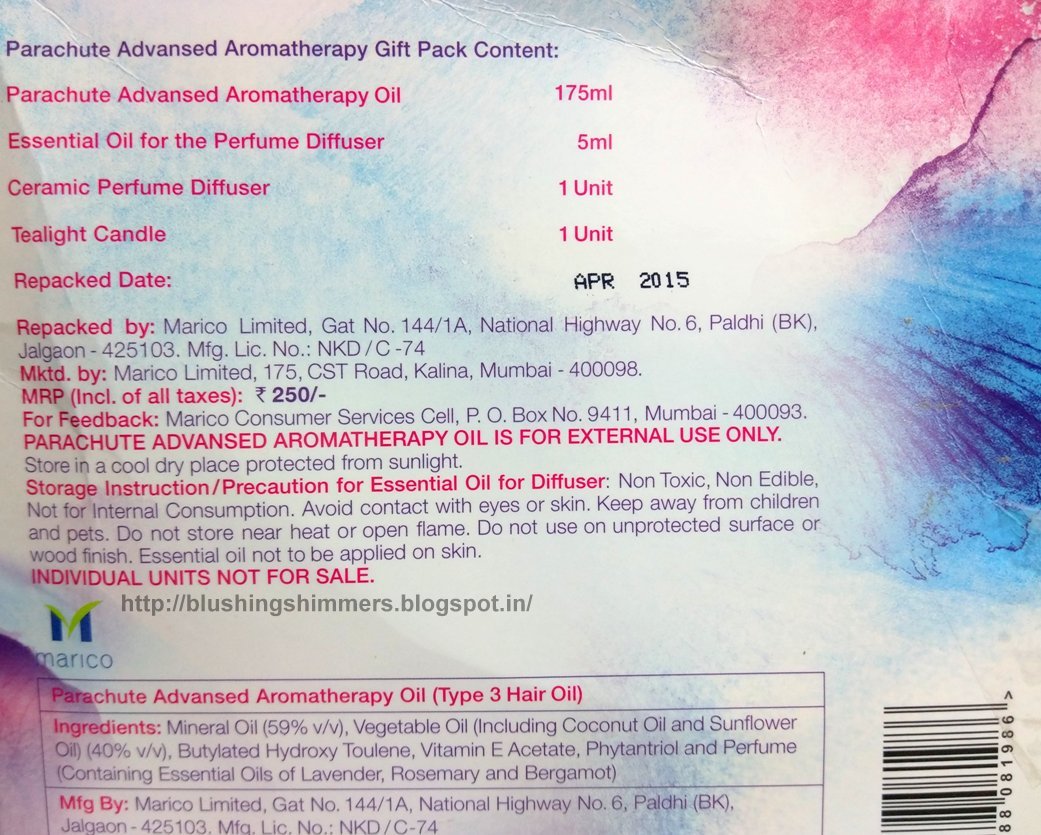 Parachute Advansed Aromatherapy Gift Pack Content:
Parachute Advansed Aromatherapy Oil 175ml
Essential Oil for the Perfume Diffuser 5ml
Ceramic Perfume Diffuser 1 Unit
Tealight Candle 1 Unit
Repacked Date: APR 2015
Repacked by: Marico Limited, Gat No. 144/1A, National Highway No. 6, Paldhi (BK),
Jalgaon - 425103. Mfg. Lic. No.: NKD / C -74
Mktd. by: Marico Limited, 175, CST Road, Kalina, Mumbai - 400098.
MRP (Incl. of all taxes): ₹ 250/-
For Feedback: Marico Consumer Services Cell, P. O. Box No. 9411, Mumbai - 400093.
PARACHUTE ADVANSED AROMATHERAPY OIL IS FOR EXTERNAL USE ONLY.
Store in a cool dry place protected from sunlight.
Storage Instruction/Precaution for Essential Oil for Diffuser: Non Toxic, Non Edible,
Not for Internal Consumption. Avoid contact with eyes or skin. Keep away from children
and pets. Do not store near heat or open flame. Do not use on unprotected surface or
wood finish. Essential oil not to be applied on skin.
INDIVIDUAL UNITS NOT FOR SALE.
http://blushingshimmers.blogspot.in/
marico
Parachute Advansed Aromatherapy Oil (Type 3 Hair Oil)
Ingredients: Mineral Oil (59% v/v), Vegetable Oil (Including Coconut Oil and Sunflower
Oil) (40% v/v), Butylated Hydroxy Toulene, Vitamin E Acetate, Phytantriol and Perfume
(Containing Essential Oils of Lavender, Rosemary and Bergamot)
Mfg By: Marico Limited, Gat No. 144/1A, National Highway No. 6, Paldhi (BK),
Jalgaon - 425103. Mfg. Lic. No.: NKD / C-74
88 081986 >